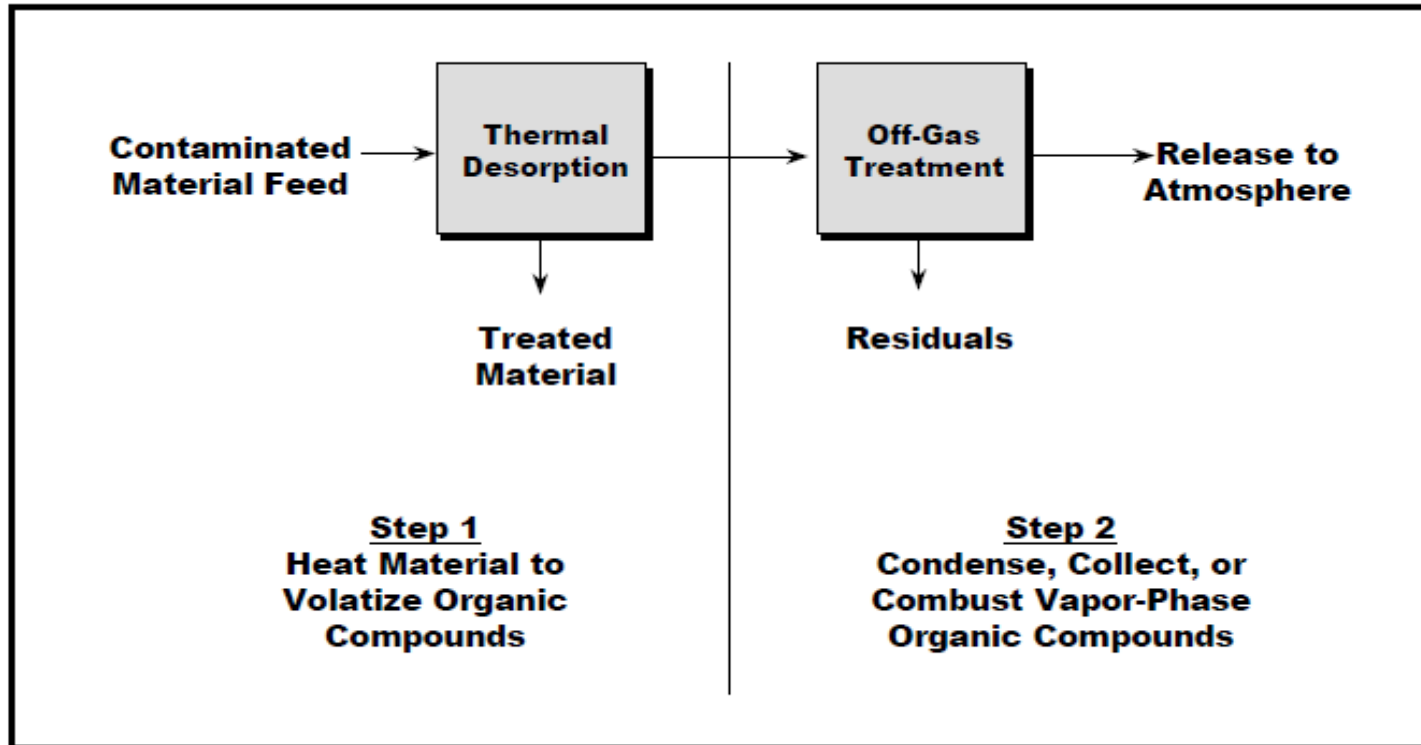 Contaminated
Material Feed
Thermal
Desorption
Off-Gas
Treatment
Release to
Atmosphere
Treated
Material
Residuals
Step 1
Heat Material to
Volatize Organic
Compounds
Step 2
Condense, Collect, or
Combust Vapor-Phase
Organic Compounds